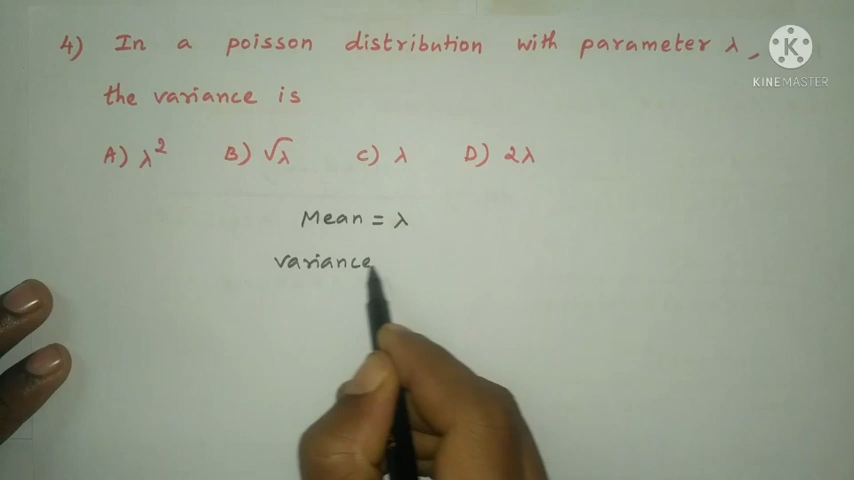 4) In a poisson distribution with parameter λ,
the variance is
A) λ² B) √λ C) λ D) 2λ
Mean = λ
variance
K
KINEMASTER